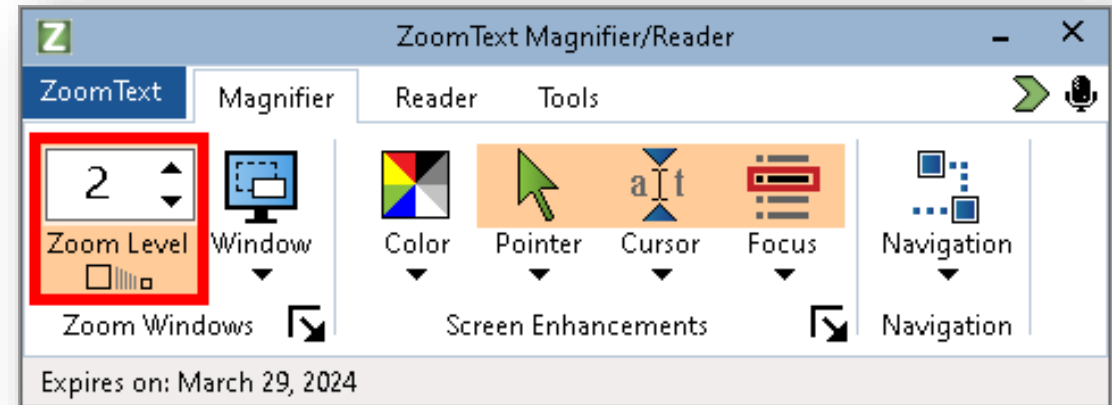 Z ZoomText Magnifier/Reader
ZoomText Magnifier Reader Tools
2
Zoom Level Window Color Pointer a t Cursor Focus Navigation
Zoom Windows Screen Enhancements Navigation
Expires on: March 29, 2024